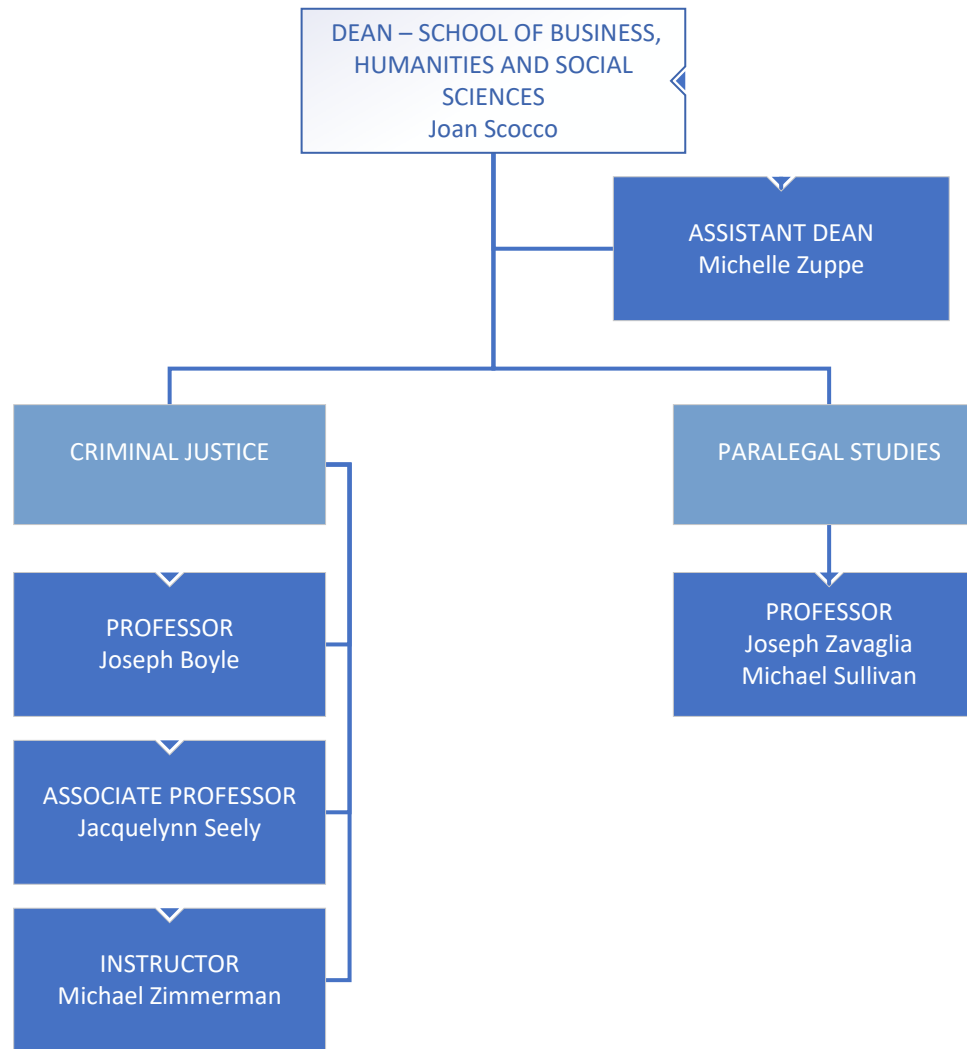 DEAN – SCHOOL OF BUSINESS,
HUMANITIES AND SOCIAL
SCIENCES
Joan Scocco
ASSISTANT DEAN
Michelle Zuppe
CRIMINAL JUSTICE
PARALEGAL STUDIES
PROFESSOR
Joseph Boyle
PROFESSOR
Joseph Zavaglia
Michael Sullivan
ASSOCIATE PROFESSOR
Jacquelynn Seely
INSTRUCTOR
Michael Zimmerman